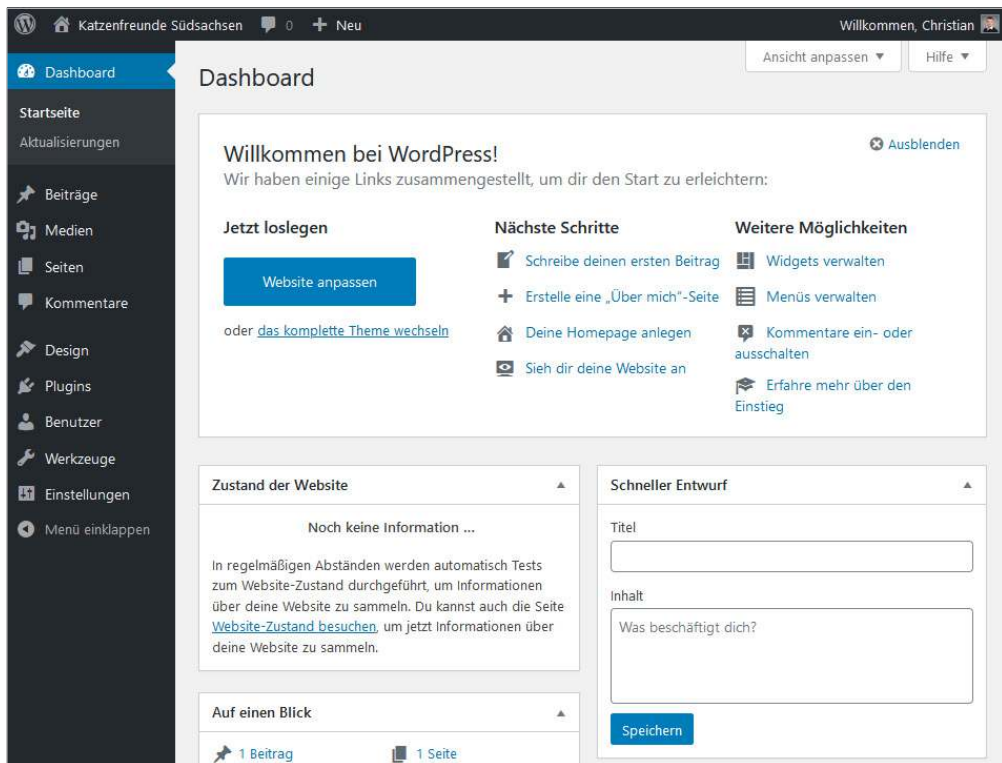 Katzenfreunde Südsachsen 0 Neu Willkommen, Christian
Ansicht anpassen Hilfe
Dashboard
Startseite
Aktualisierungen
Beiträge
Medien
Seiten
Kommentare
Design
Plugins
Benutzer
Werkzeuge
Einstellungen
Menü einklappen
Dashboard
Willkommen bei WordPress!
Ausblenden
Wir haben einige Links zusammengestellt, um dir den Start zu erleichtern:
Jetzt loslegen
Website anpassen
oder das komplette Theme wechseln
Nächste Schritte
Schreibe deinen ersten Beitrag
Erstelle eine „Über mich“-Seite
Deine Homepage anlegen
Sieh dir deine Website an
Weitere Möglichkeiten
Widgets verwalten
Menüs verwalten
Kommentare ein- oder
ausschalten
Erfahre mehr über den
Einstieg
Zustand der Website
Noch keine Information ...
In regelmäßigen Abständen werden automatisch Tests
zum Website-Zustand durchgeführt, um Informationen
über deine Website zu sammeln. Du kannst auch die Seite
Website-Zustand besuchen, um jetzt Informationen über
deine Website zu sammeln.
Auf einen Blick
1 Beitrag
1 Seite
Schneller Entwurf
Titel
Inhalt
Was beschäftigt dich?
Speichern